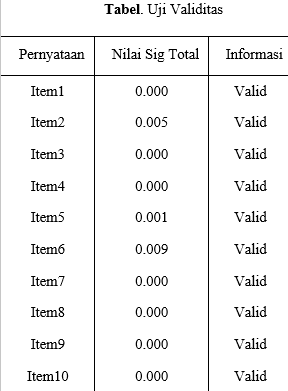 Tabel. Uji Validitas
Pernyataan Nilai Sig Total Informasi
Item1 0.000 Valid
Item2 0.005 Valid
Item3 0.000 Valid
Item4 0.000 Valid
Item5 0.001 Valid
Item6 0.009 Valid
Item7 0.000 Valid
Item8 0.000 Valid
Item9 0.000 Valid
Item10 0.000 Valid